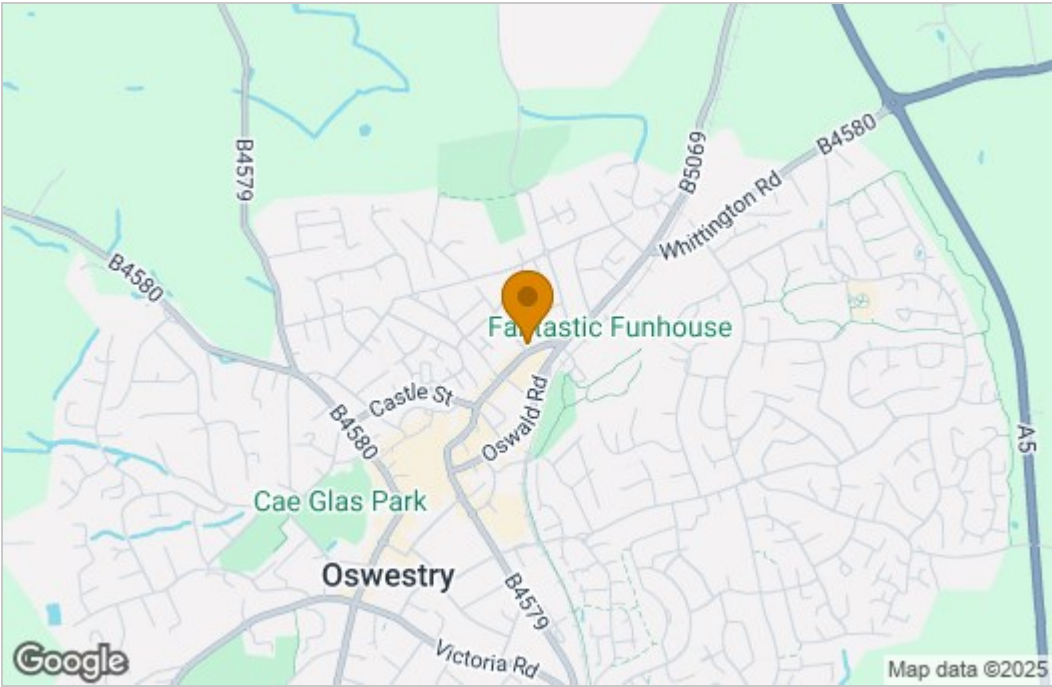 B4580
B5069
B4579
Whittington Rd
B4580
Fantastic Funhouse
Castle St
Oswald Rd
B4580
A5
Cae Glas Park
Oswestry
B4579
Victoria Rd
Google
Map data ©2025